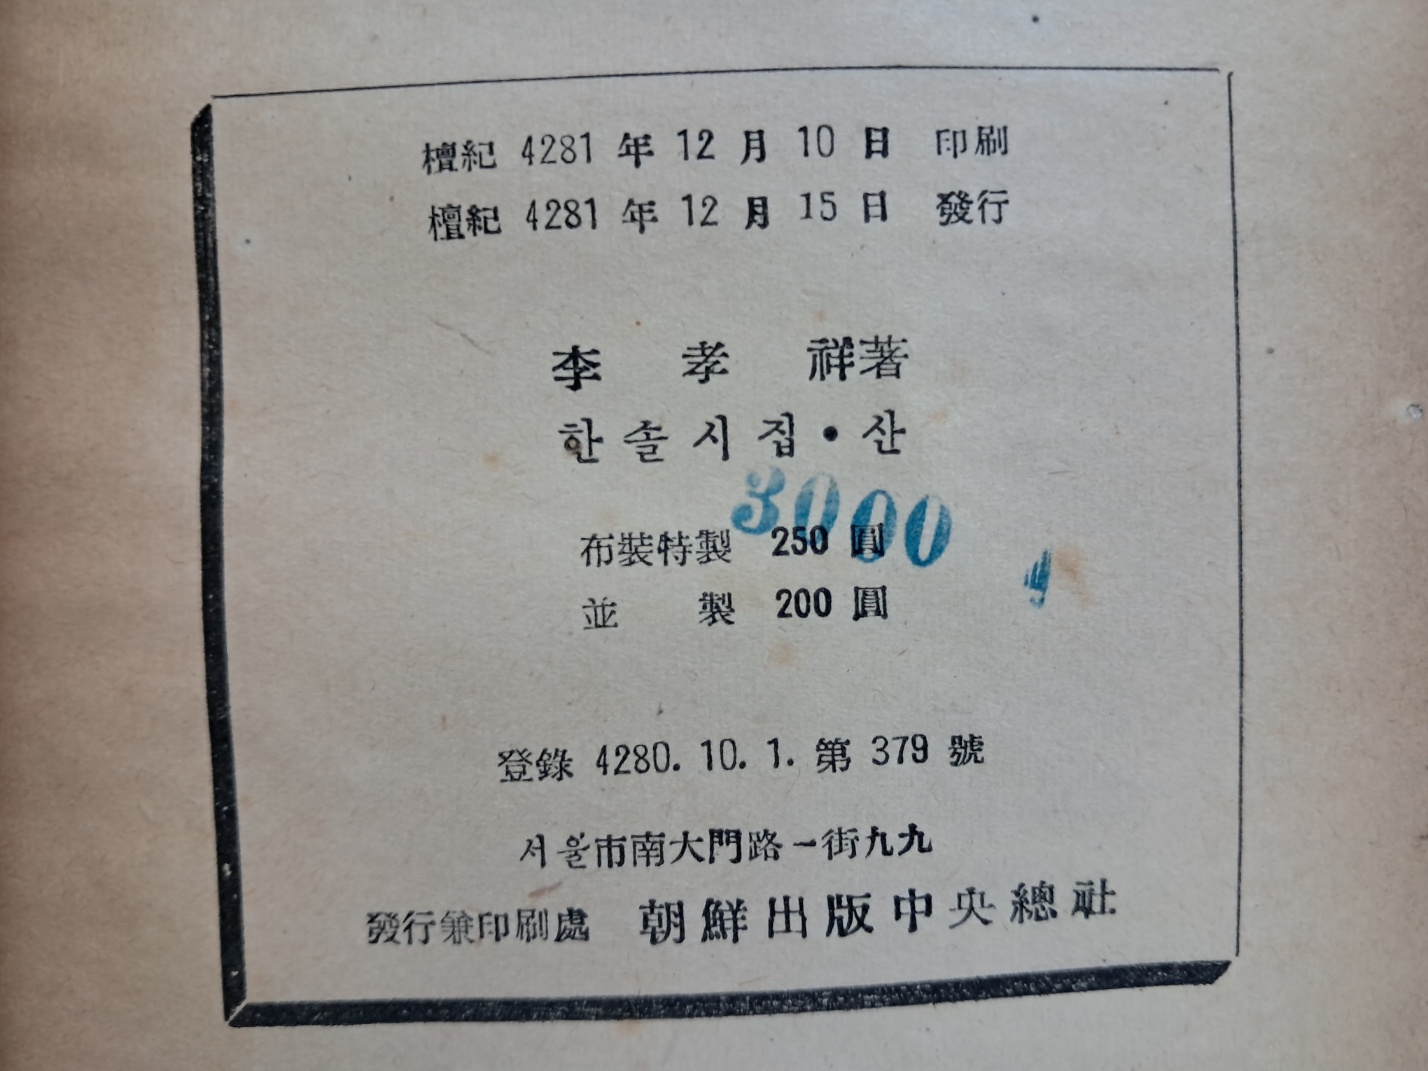 檀紀 4281 年 12 月 10 日 印刷
檀紀 4281 年 12 月 15 日 發行
李 孝 祥 著
한솔시집・산
3000
布裝特製 250 圓
並 製 200 圓
登錄 4280. 10. 1. 第 379 號
서울市南大門路一街九九
發行兼印刷處 朝鮮出版中央總社